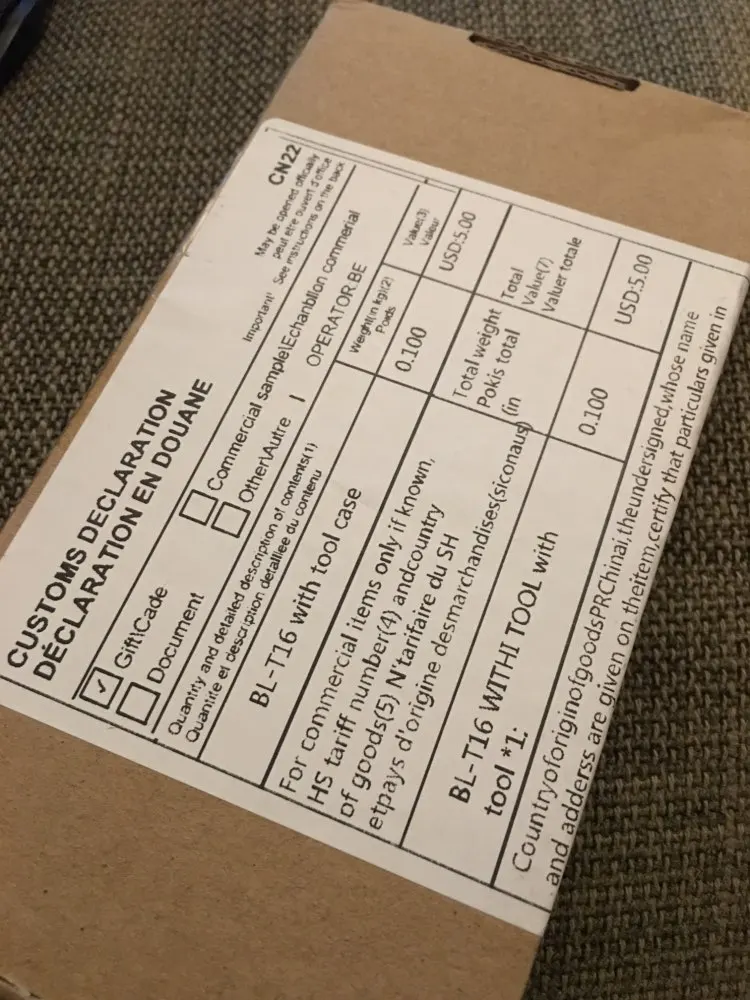 CUSTOMS DECLARATION
DÉCLARATION EN DOUANE
CN22
May be opened officially
peut etre ouvert d'office
Important! See instructions on the back
Gift\Cade
Commercial sample\Echanblion commerial
Document
Other\Autre
OPERATOR:BE
Quantity and detailed description of contents(1)
Quantite et description detalliee du contenu
Weight(in kg)(2)
Poids
Value(3)
Valeur
BL-T16 with tool case
0.100
USD:5.00
For commercial items only if known,
HS tariff number(4) andcountry
of goods(5) N'tarifaire du SH
etpays d'origine desmarchandises(siconaus)
Total weight
Pokis total
(in
Total
Value(7)
Valuer totale
BL-T16 WITHI TOOL with
tool *1:
0.100
USD:5.00
CountryoforiginofgoodsPRChinai,theundersigned,whose name
and adderss are given on theitem,certify that particulars given in